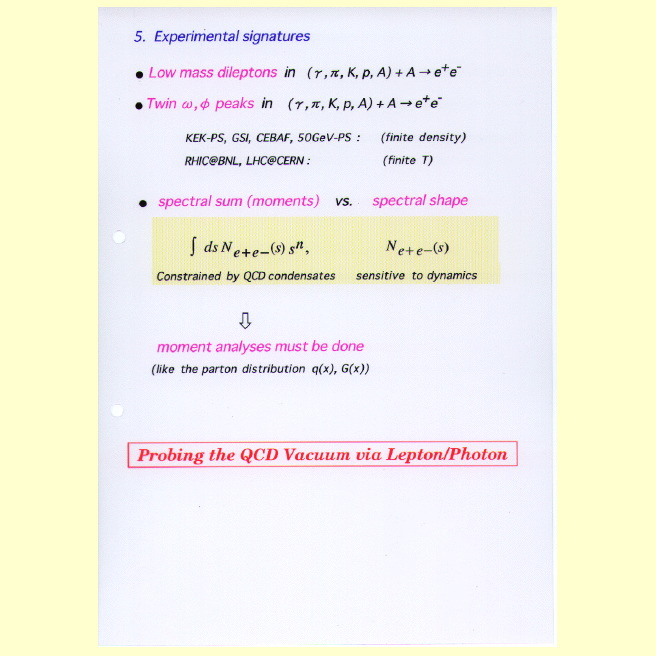 5. Experimental signatures
● Low mass dileptons in (γ,π, K, p, A) + A → e⁺e⁻
● Twin ω,ϕ peaks in (γ,π, K, p, A) + A → e⁺e⁻
KEK-PS, GSI, CEBAF, 50GeV-PS : (finite density)
RHIC@BNL, LHC@CERN : (finite T)
● spectral sum (moments) vs. spectral shape
∫ ds N e+e−(s) sⁿ, N e+e−(s)
Constrained by QCD condensates sensitive to dynamics
⇩
moment analyses must be done
(like the parton distribution q(x), G(x))
Probing the QCD Vacuum via Lepton/Photon